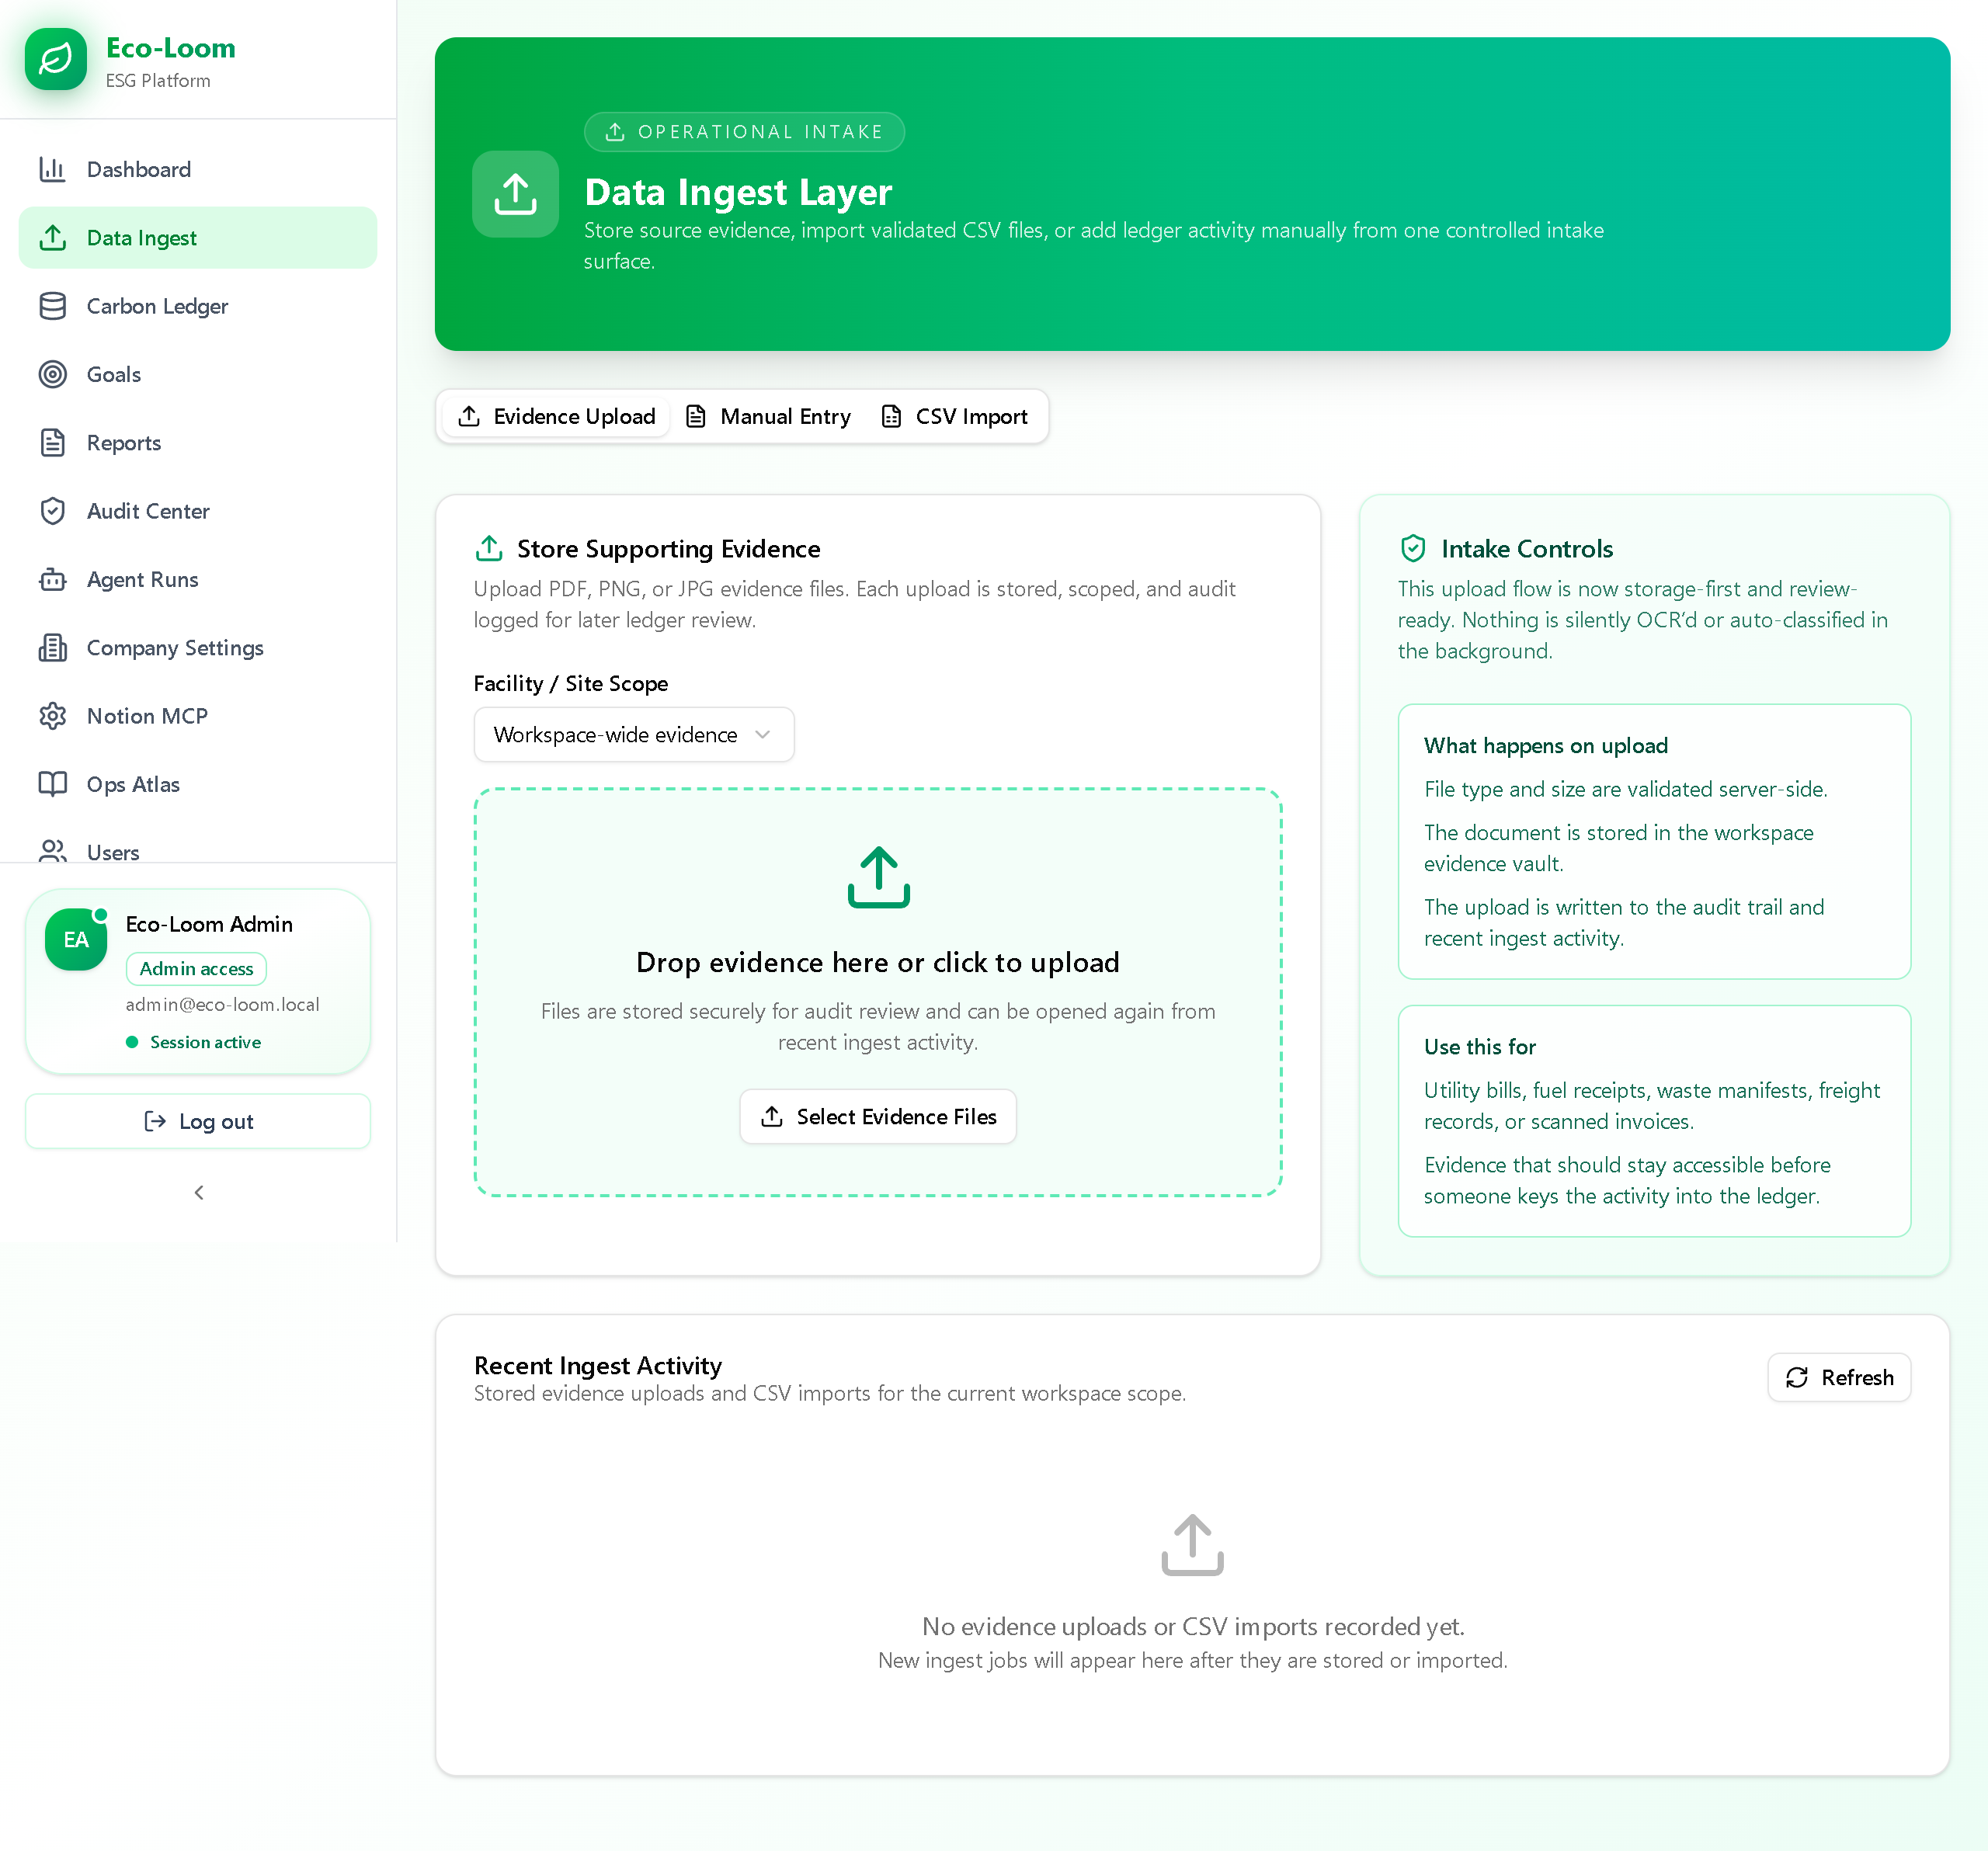 Eco-Loom
ESG Platform
Dashboard
Data Ingest
Carbon Ledger
Goals
Reports
Audit Center
Agent Runs
Company Settings
Notion MCP
Ops Atlas
Users
EA
Eco-Loom Admin
Admin access
admin@eco-loom.local
Session active
Log out
OPERATIONAL INTAKE
Data Ingest Layer
Store source evidence, import validated CSV files, or add ledger activity manually from one controlled intake
surface.
Evidence Upload
Manual Entry
CSV Import
Store Supporting Evidence
Upload PDF, PNG, or JPG evidence files. Each upload is stored, scoped, and audit
logged for later ledger review.
Facility / Site Scope
Workspace-wide evidence
Drop evidence here or click to upload
Files are stored securely for audit review and can be opened again from
recent ingest activity.
Select Evidence Files
Intake Controls
This upload flow is now storage-first and review-
ready. Nothing is silently OCR’d or auto-classified in
the background.
What happens on upload
File type and size are validated server-side.
The document is stored in the workspace
evidence vault.
The upload is written to the audit trail and
recent ingest activity.
Use this for
Utility bills, fuel receipts, waste manifests, freight
records, or scanned invoices.
Evidence that should stay accessible before
someone keys the activity into the ledger.
Recent Ingest Activity
Stored evidence uploads and CSV imports for the current workspace scope.
Refresh
No evidence uploads or CSV imports recorded yet.
New ingest jobs will appear here after they are stored or imported.